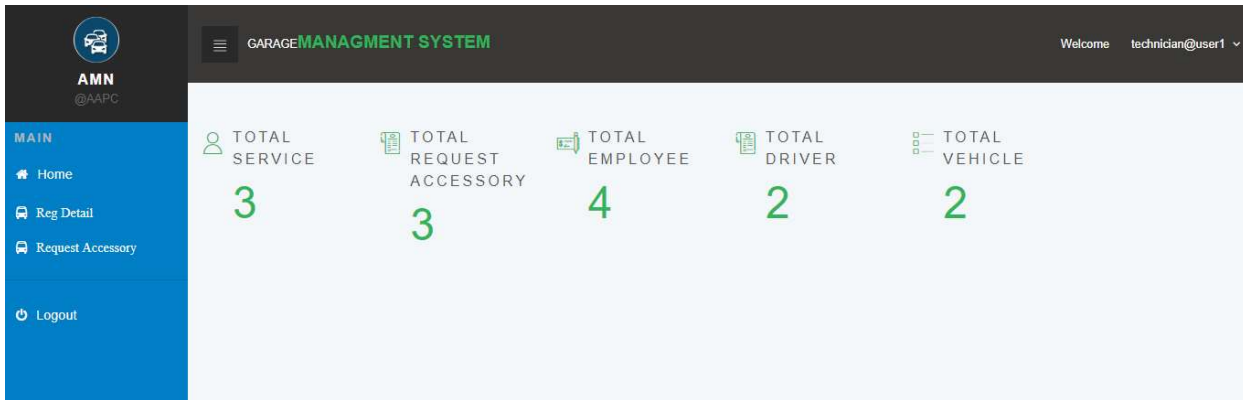 AMN
@AAPC
MAIN
Home
Reg Detail
Request Accessory
Logout
GARAGEMANAGMENT SYSTEM
Welcome technician@user1
TOTAL
SERVICE
3
TOTAL
REQUEST
ACCESSORY
3
TOTAL
EMPLOYEE
4
TOTAL
DRIVER
2
TOTAL
VEHICLE
2